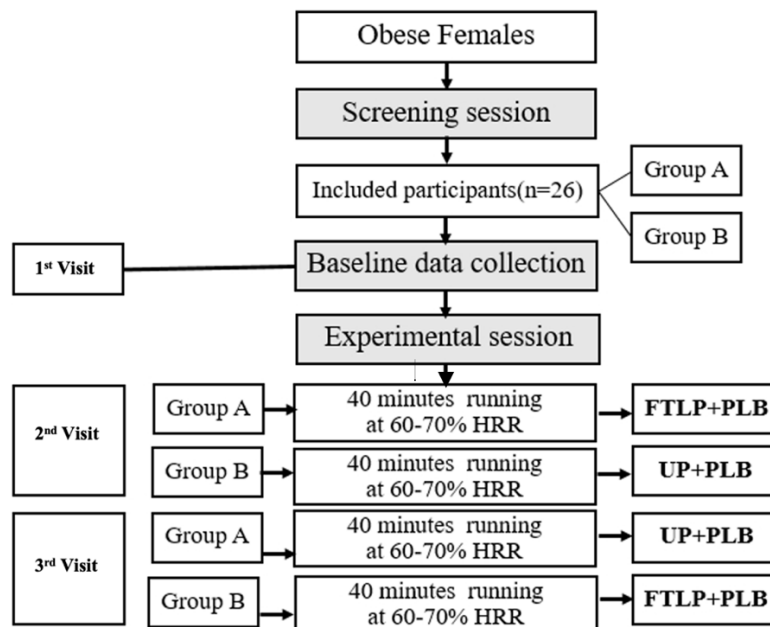 Obese Females
Screening session
Included participants(n=26)
Group A
Group B
1st Visit
Baseline data collection
Experimental session
2nd Visit
Group A
40 minutes running
at 60-70% HRR
FTLP+PLB
Group B
40 minutes running
at 60-70% HRR
UP+PLB
3rd Visit
Group A
40 minutes running
at 60-70% HRR
UP+PLB
Group B
40 minutes running
at 60-70% HRR
FTLP+PLB